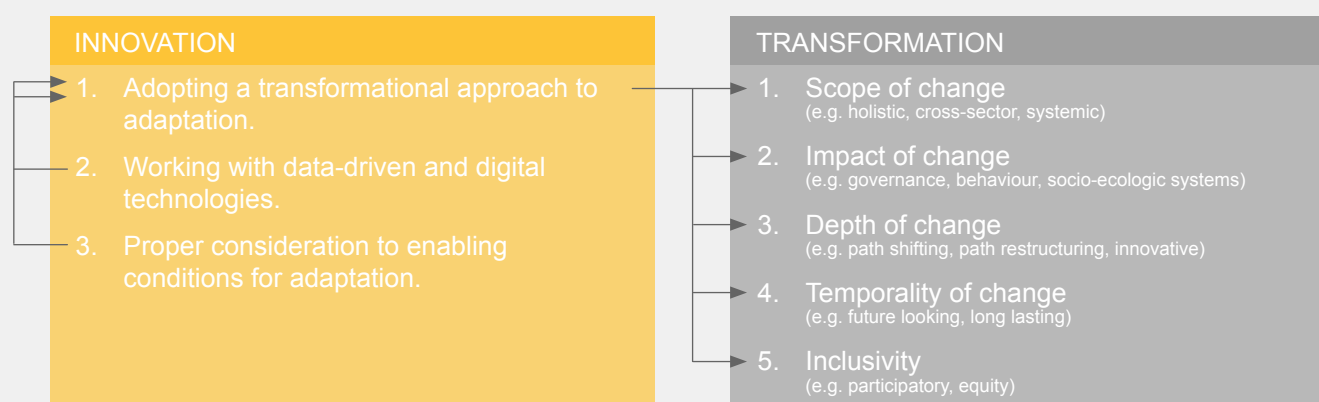 INNOVATION
1. Adopting a transformational approach to
adaptation.
2. Working with data-driven and digital
technologies.
3. Proper consideration to enabling
conditions for adaptation.
TRANSFORMATION
1. Scope of change
(e.g. holistic, cross-sector, systemic)
2. Impact of change
(e.g. governance, behaviour, socio-ecologic systems)
3. Depth of change
(e.g. path shifting, path restructuring, innovative)
4. Temporality of change
(e.g. future looking, long lasting)
5. Inclusivity
(e.g. participatory, equity)